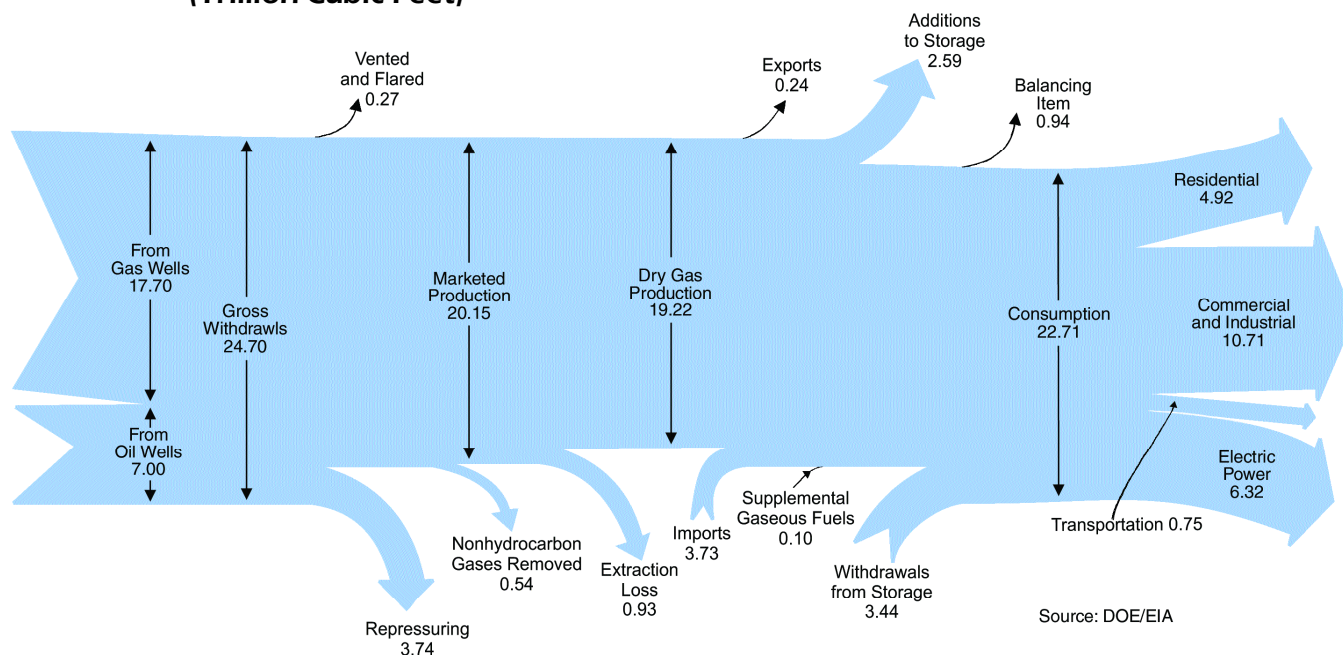 (Trillion Cubic Feet)
Additions
to Storage
2.59
Vented
and Flared
0.27
Exports
0.24
Balancing
Item
0.94
Residential
4.92
From
Gas Wells
17.70
Gross
Withdrawls
24.70
Marketed
Production
20.15
Dry Gas
Production
19.22
Consumption
22.71
Commercial
and Industrial
10.71
From
Oil Wells
7.00
Electric
Power
6.32
Transportation 0.75
Supplemental
Gaseous Fuels
0.10
Imports
3.73
Nonhydrocarbon
Gases Removed
0.54
Extraction
Loss
0.93
Withdrawals
from Storage
3.44
Repressuring
3.74
Source: DOE/EIA